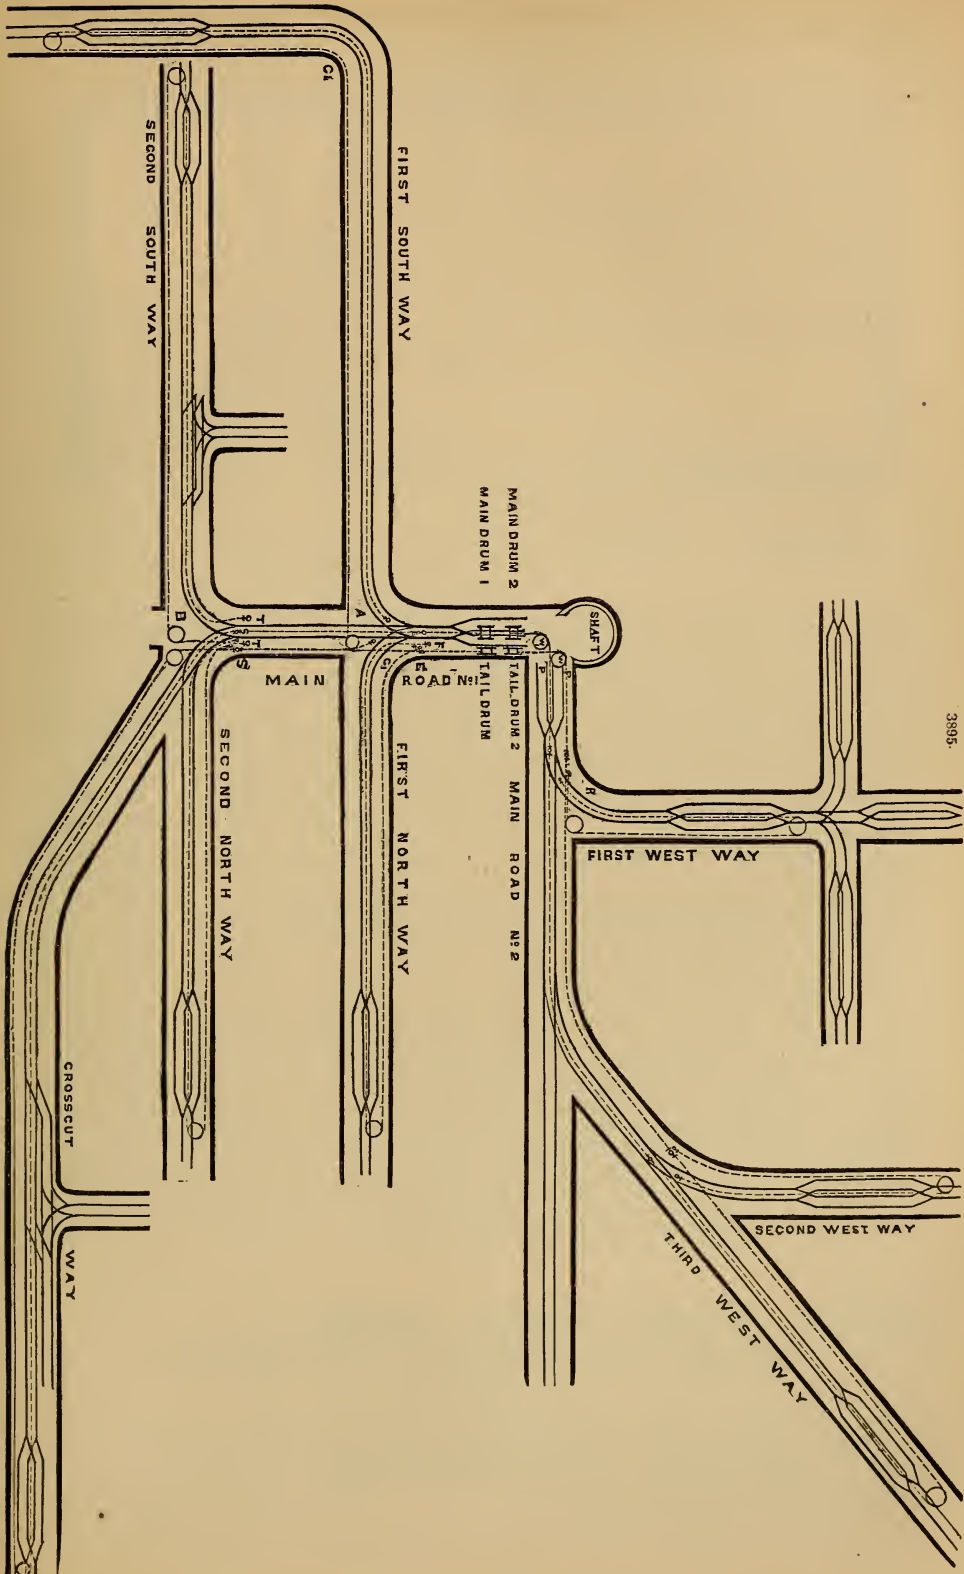 3895.
SHAFT
MAIN DRUM 2
MAIN DRUM 1
TAIL DRUM 2
TAIL DRUM
MAIN ROAD Nº 1
MAIN ROAD Nº 2
FIRST SOUTH WAY
SECOND SOUTH WAY
FIRST NORTH WAY
SECOND NORTH WAY
CROSSCUT WAY
FIRST WEST WAY
SECOND WEST WAY
THIRD WEST WAY
A
B
T
S
T
F
G
P
R